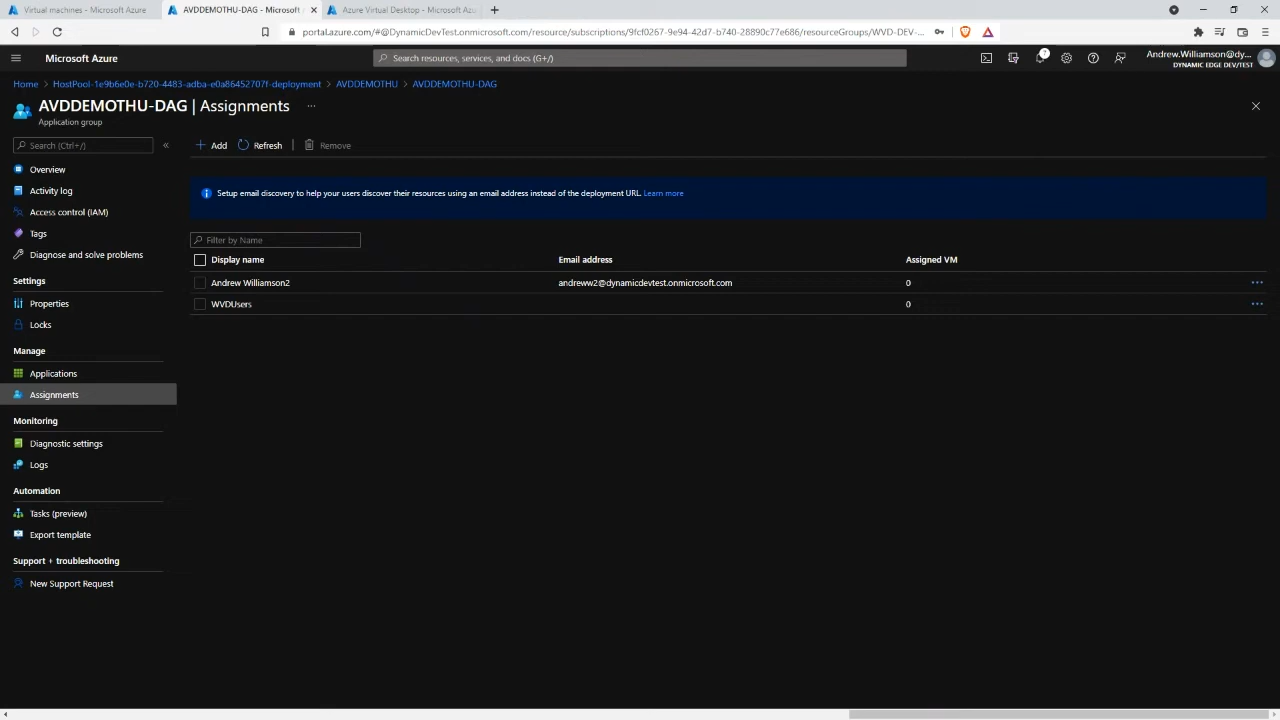 Virtual machines - Microsoft Azure
AVDDEMOTHU-DAG - Microsoft
Azure Virtual Desktop - Microsoft Azu
portal.azure.com/#@DynamicDevTest.onmicrosoft.com/resource/subscriptions/9fcf0267-9e94-42d7-b740-28890c77e686/resourceGroups/WVD-DEV-...
Microsoft Azure
Search resources, services, and docs (G+/)
Andrew.Williamson@dy...
DYNAMIC EDGE DEV/TEST
Home > HostPool-1e9b6e0e-b720-4483-adba-e0a86452707f-deployment > AVDDEMOTHU > AVDDEMOTHU-DAG
AVDDEMOTHU-DAG | Assignments ...
Application group
Search (Ctrl+/) «
+ Add Refresh | Remove
Overview
Activity log
Access control (IAM)
Tags
Diagnose and solve problems
Settings
Properties
Locks
Manage
Applications
Assignments
Monitoring
Diagnostic settings
Logs
Automation
Tasks (preview)
Export template
Support + troubleshooting
New Support Request
Setup email discovery to help your users discover their resources using an email address instead of the deployment URL. Learn more
Filter by Name
Display name Email address Assigned VM
Andrew Williamson2 andreww2@dynamicdevtest.onmicrosoft.com 0 ...
WVDUsers 0 ...